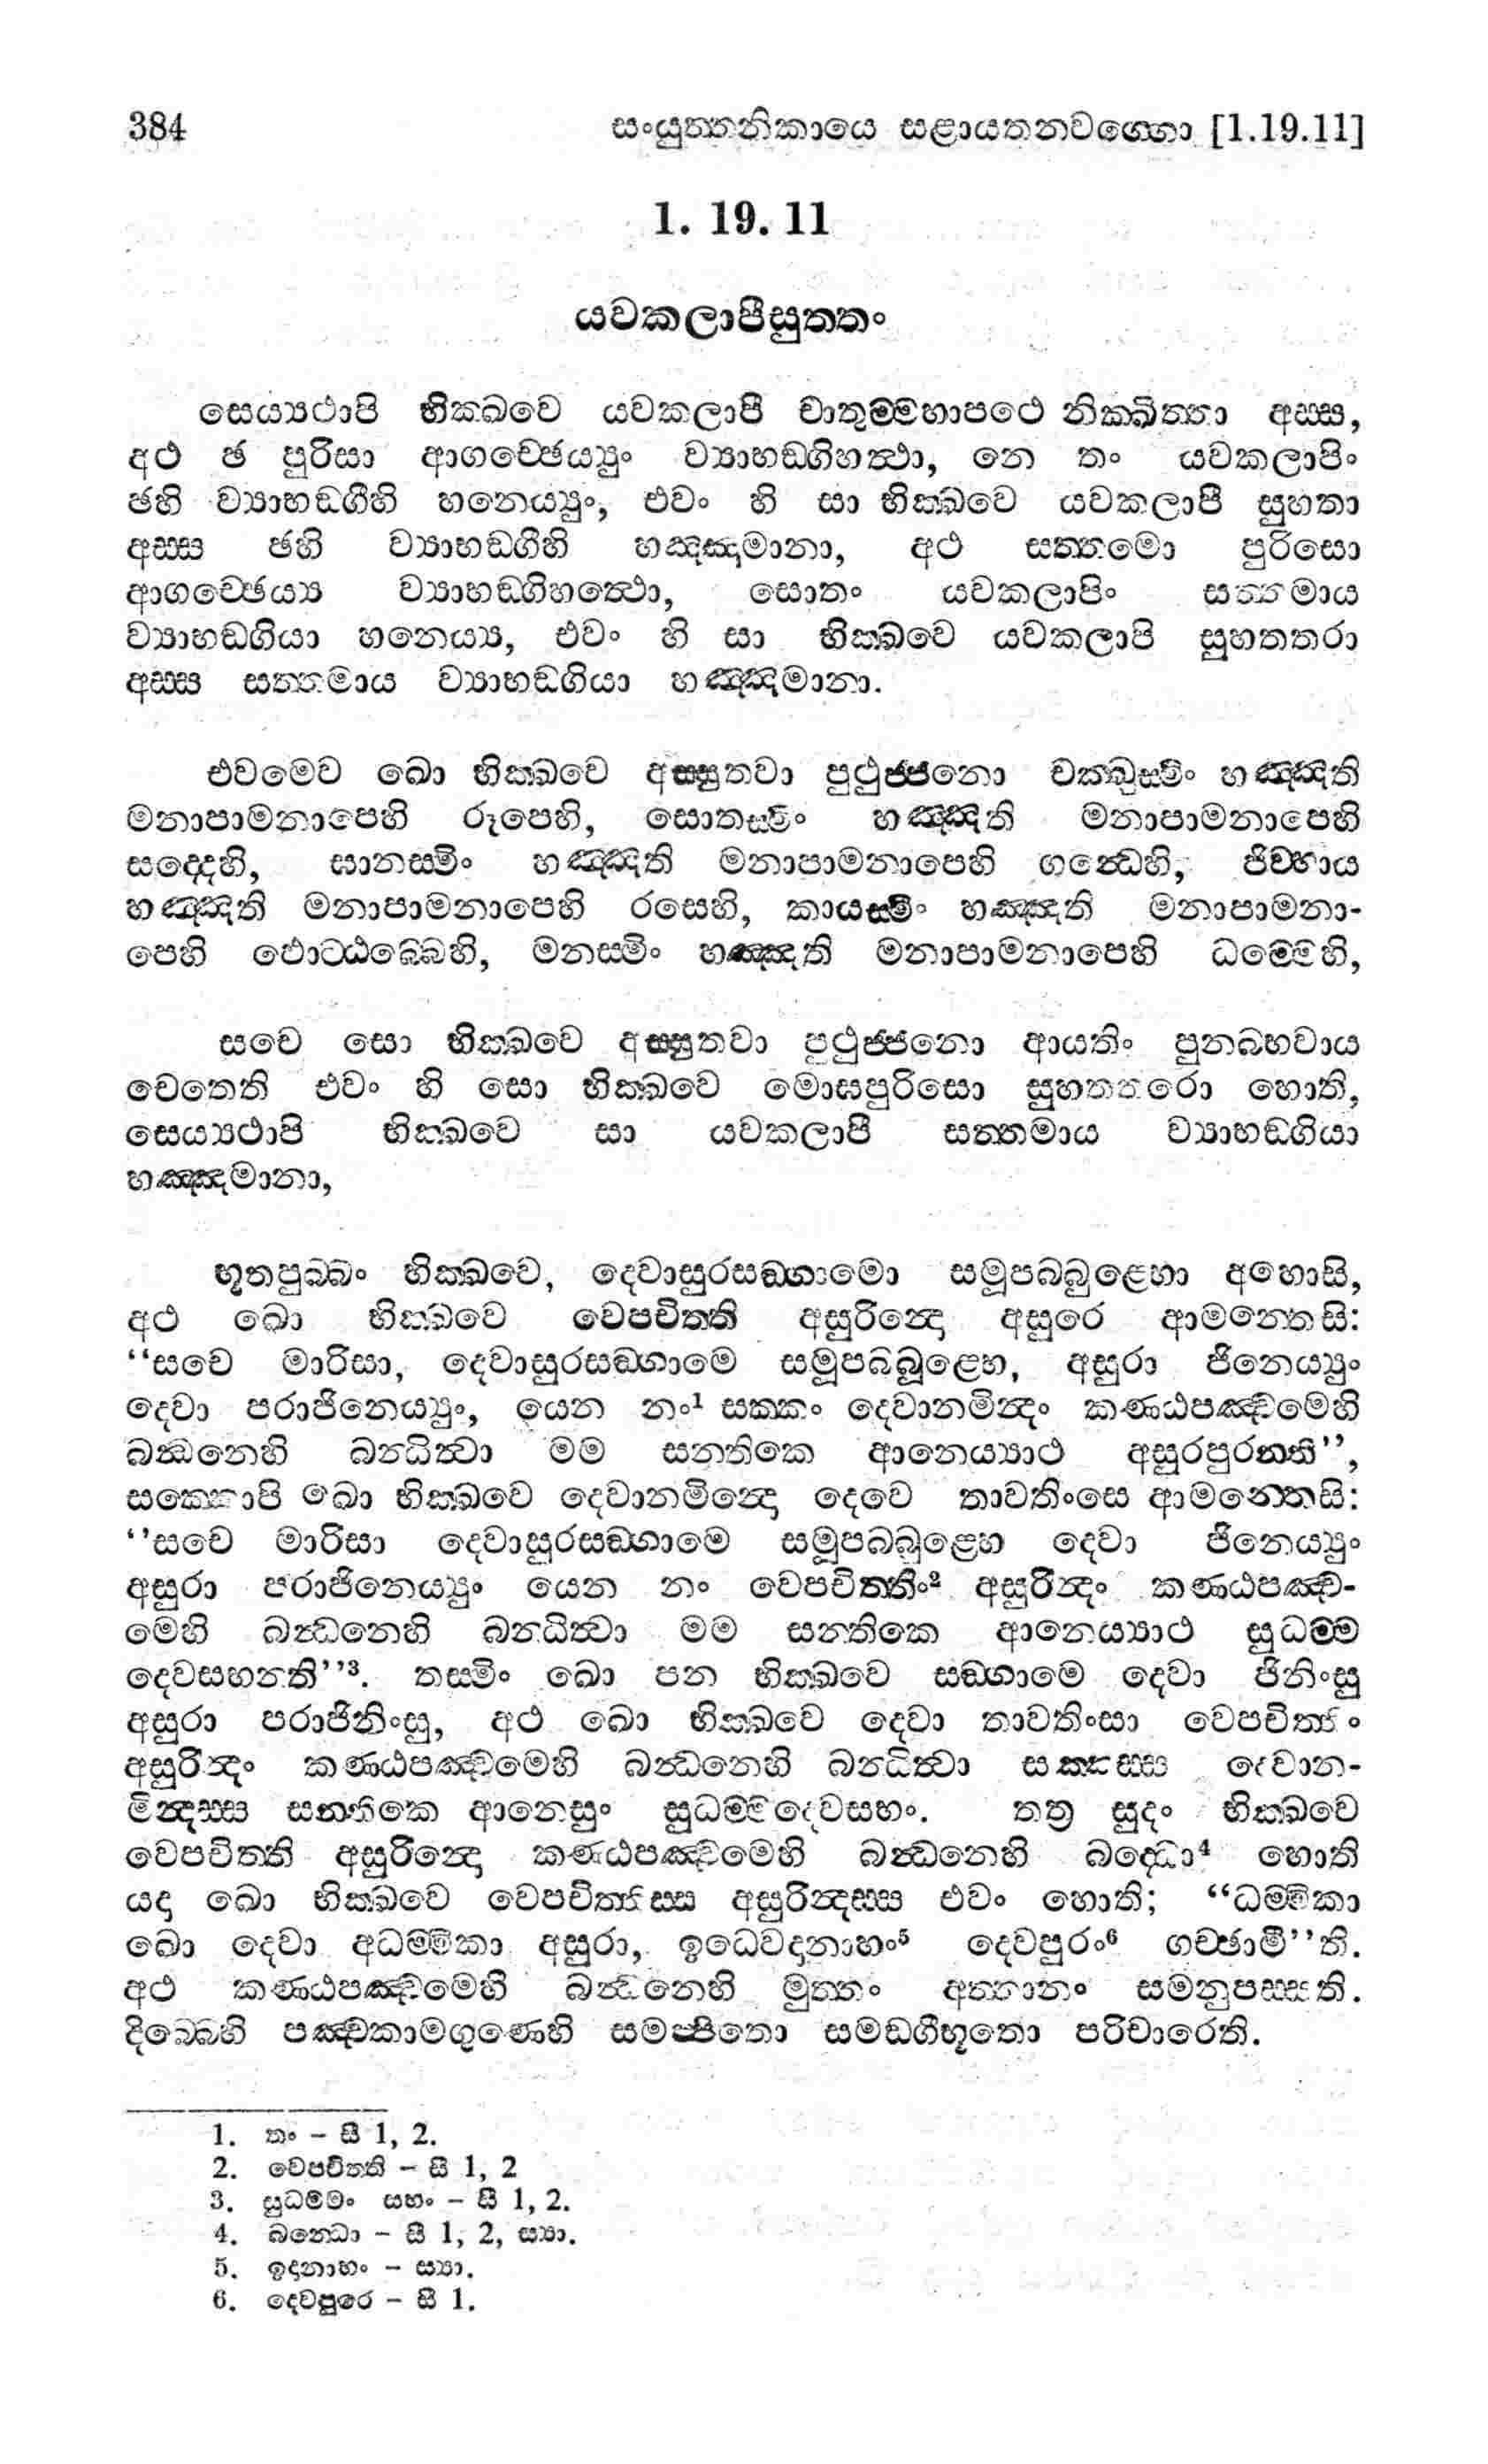 384 සංයුත්තනිකායෙ සළායතනවග්ගො [1.19.11]
1. 19. 11
යවකලාපීසුත්තං
සෙය්‍යථාපි භික්ඛවෙ යවකලාපී චාතුම්මහාපථෙ නික්ඛිත්තා අස්ස,
අථ ඡ පුරිසා ආගච්ඡෙය්‍යුං ව්‍යාභඞ්ගිහත්ථා, තෙ තං යවකලාපිං
ඡහි ව්‍යාභඞ්ගීහි හනෙය්‍යුං, එවං හි සා භික්ඛවෙ යවකලාපී සුහතා
අස්ස ඡහි ව්‍යාභඞ්ගීහි හඤ්ඤමානා, අථ සත්තමො පුරිසො
ආගච්ඡෙය්‍ය ව්‍යාභඞ්ගිහත්ථො, සොතං යවකලාපිං සත්තමාය
ව්‍යාභඞ්ගියා හනෙය්‍ය, එවං හි සා භික්ඛවෙ යවකලාපි සුහතතරා
අස්ස සත්තමාය ව්‍යාභඞ්ගියා හඤ්ඤමානා.
එවමෙව ඛො භික්ඛවෙ අස්සුතවා පුථුජ්ජනො චක්ඛුස්මිං හඤ්ඤති
මනාපාමනාපෙහි රූපෙහි, සොතස්මිං හඤ්ඤති මනාපාමනාපෙහි
සද්දෙහි, ඝානස්මිං හඤ්ඤති මනාපාමනාපෙහි ගන්ධෙහි, ජිව්හාය
හඤ්ඤති මනාපාමනාපෙහි රසෙහි, කායස්මිං හඤ්ඤති මනාපාමනා-
පෙහි ඵොට්ඨබ්බෙහි, මනස්මිං හඤ්ඤති මනාපාමනාපෙහි ධම්මෙහි,
සචෙ සො භික්ඛවෙ අස්සුතවා පුථුජ්ජනො ආයතිං පුනබ්භවාය
චෙතෙති එවං හි සො භික්ඛවෙ මොඝපුරිසො සුහතතරො හොති,
සෙය්‍යථාපි භික්ඛවෙ සා යවකලාපී සත්තමාය ව්‍යාභඞ්ගියා
හඤ්ඤමානා,
භූතපුබ්බං භික්ඛවෙ, දෙවාසුරසඞ්ගාමො සමූපබ්බුළ්හො අහොසි,
අථ ඛො භික්ඛවෙ වෙපචිත්ති අසුරින්දො අසුරෙ ආමන්තෙසි:
“සචෙ මාරිසා, දෙවාසුරසඞ්ගාමෙ සමූපබ්බූළ්හෙ, අසුරා ජිනෙය්‍යුං
දෙවා පරාජිනෙය්‍යුං, යෙන නං¹ සක්කං දෙවානමින්දං කණ්ඨපඤ්චමෙහි
බන්ධනෙහි බන්ධිත්වා මම සන්තිකෙ ආනෙය්‍යාථ අසුරපුරන්ති”,
සක්කොපි ඛො භික්ඛවෙ දෙවානමින්දො දෙවෙ තාවතිංසෙ ආමන්තෙසි:
“සචෙ මාරිසා දෙවාසුරසඞ්ගාමෙ සමූපබ්බූළ්හෙ දෙවා ජිනෙය්‍යුං
අසුරා පරාජිනෙය්‍යුං යෙන නං වෙපචිත්තිං² අසුරින්දං කණ්ඨපඤ්ච-
මෙහි බන්ධනෙහි බන්ධිත්වා මම සන්තිකෙ ආනෙය්‍යාථ සුධම්ම
දෙවසභන්ති”³. තස්මිං ඛො පන භික්ඛවෙ සඞ්ගාමෙ දෙවා ජිනිංසු
අසුරා පරාජිනිංසු, අථ ඛො භික්ඛවෙ දෙවා තාවතිංසා වෙපචිත්තිං
අසුරින්දං කණ්ඨපඤ්චමෙහි බන්ධනෙහි බන්ධිත්වා සක්කස්ස දෙවාන-
මින්දස්ස සන්තිකෙ ආනෙසුං සුධම්මදෙවසභං. තත්‍ර සුදං භික්ඛවෙ
වෙපචිත්ති අසුරින්දො කණ්ඨපඤ්චමෙහි බන්ධනෙහි බද්ධො⁴ හොති
යදා ඛො භික්ඛවෙ වෙපචිත්තිස්ස අසුරින්දස්ස එවං හොති; “ධම්මිකා
ඛො දෙවා අධම්මිකා අසුරා, ඉධෙවදානාහං⁵ දෙවපුරං⁶ ගච්ඡාමී”ති.
අථ කණ්ඨපඤ්චමෙහි බන්ධනෙහි මුත්තං අත්තානං සමනුපස්සති.
දිබ්බෙහි පඤ්චකාමගුණෙහි සමප්පිතො සමඞ්ගීභූතො පරිචාරෙති.
1. තං – සී 1, 2.
2. වෙපචිත්ති – සී 1, 2
3. සුධම්මං සභං – සී 1, 2.
4. බන්ධො – සී 1, 2, ස්‍යා.
5. ඉදානාහං – ස්‍යා.
6. දෙවපුරෙ – සී 1.